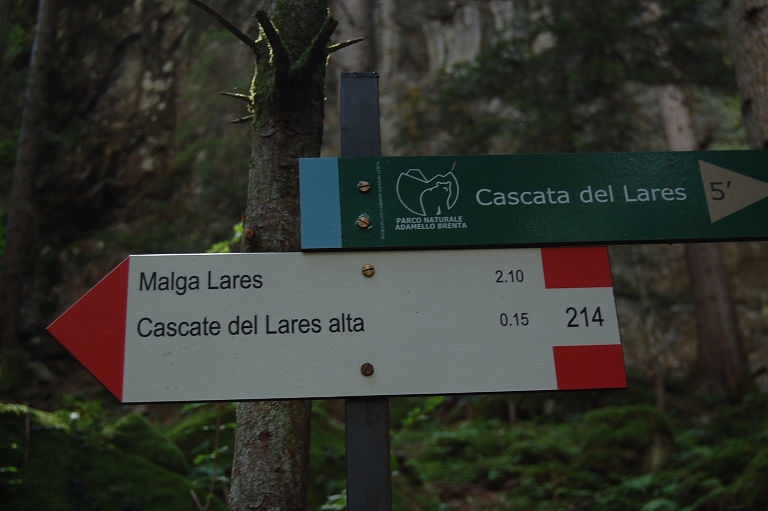 Cascata del Lares
5'
PARCO NATURALE
ADAMELLO BRENTA
Malga Lares 2.10
Cascate del Lares alta 0.15
214